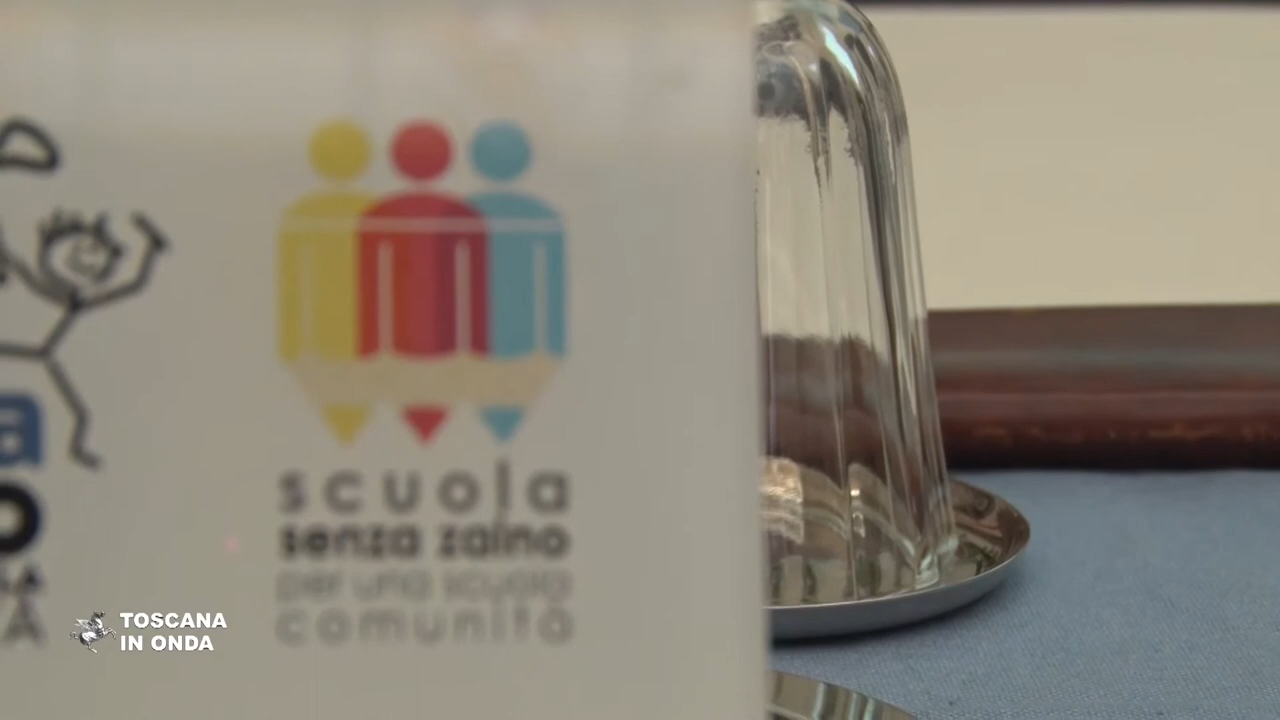 scuola
senza zaino
per una scuola
comunità
TOSCANA
IN ONDA